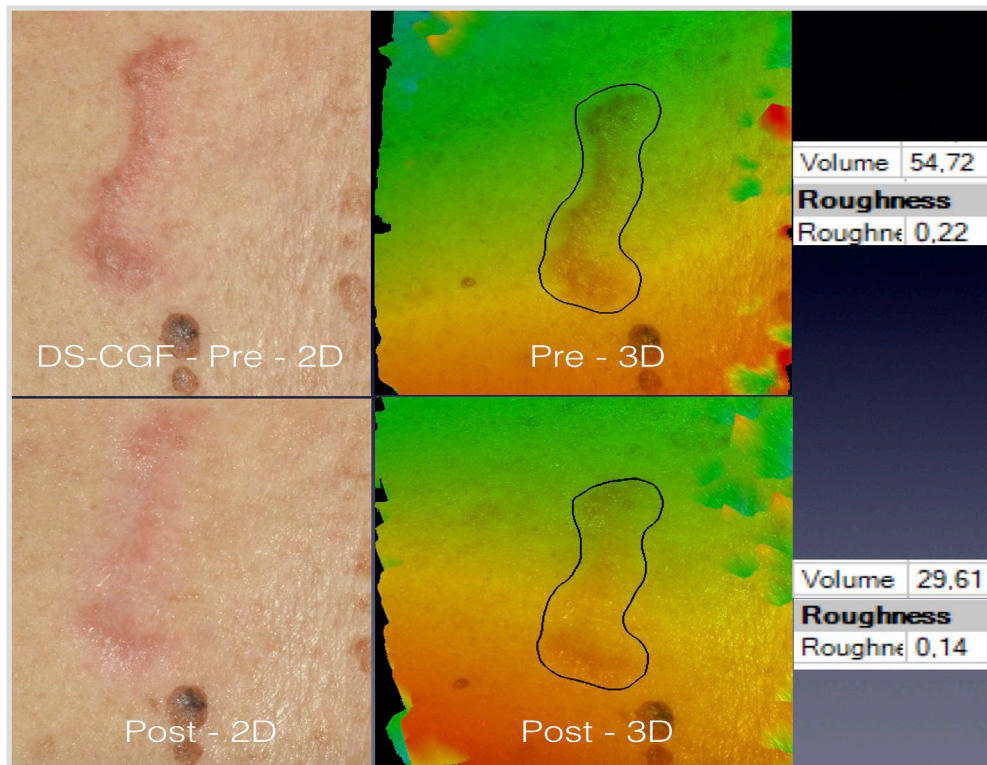 DS-CGF - Pre - 2D
Pre - 3D
Volume 54,72
Roughness
Roughne 0,22
Post - 2D
Post - 3D
Volume 29,61
Roughness
Roughne 0,14